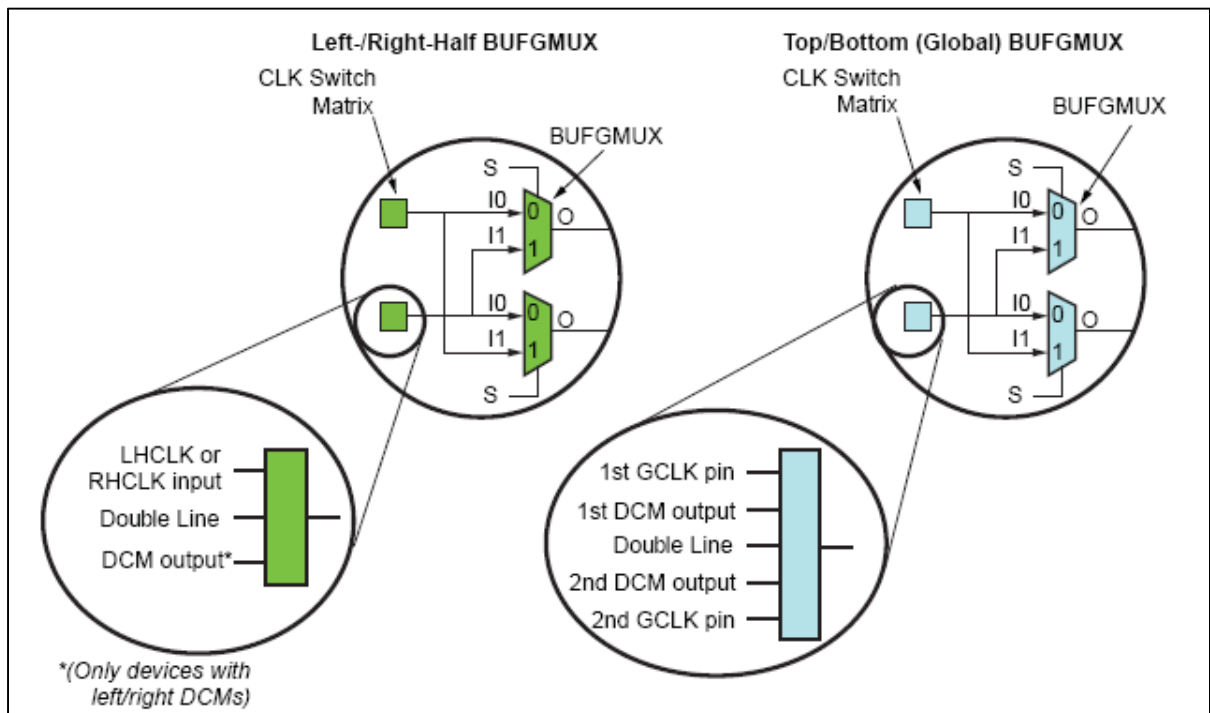 Left-/Right-Half BUFGMUX
CLK Switch
Matrix
BUFGMUX
S
I0
0
O
I1
1
I0
0
O
I1
1
S
LHCLK or
RHCLK input
Double Line
DCM output*
*(Only devices with
left/right DCMs)
Top/Bottom (Global) BUFGMUX
CLK Switch
Matrix
BUFGMUX
S
I0
0
O
I1
1
I0
0
O
I1
1
S
1st GCLK pin
1st DCM output
Double Line
2nd DCM output
2nd GCLK pin